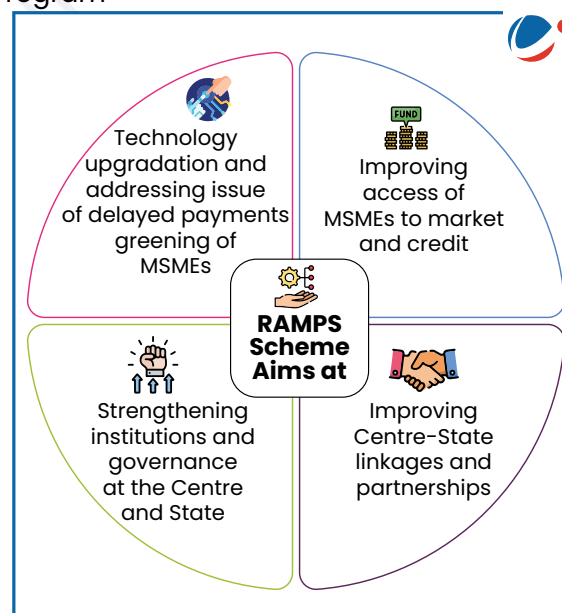 rogram
Technology
upgradation and
addressing issue
of delayed payments
greening of
MSMEs
FUND
Improving
access of
MSMEs to market
and credit
RAMPS
Scheme
Aims at
Strengthening
institutions and
governance
at the Centre
and State
Improving
Centre-State
linkages and
partnerships